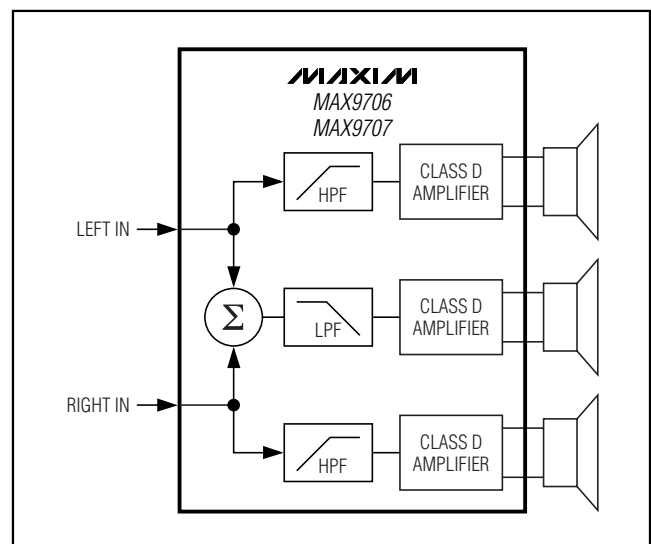 MAXIM
MAX9706
MAX9707
HPF
CLASS D
AMPLIFIER
LEFT IN
Σ
LPF
CLASS D
AMPLIFIER
RIGHT IN
HPF
CLASS D
AMPLIFIER